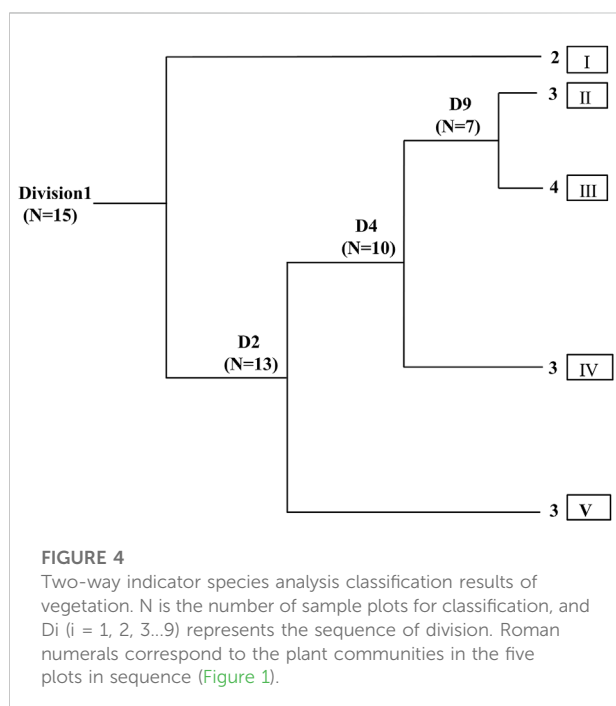 2 I
D9
(N=7)
3 II
Division1
(N=15)
4 III
D4
(N=10)
D2
(N=13)
3 IV
3 V
FIGURE 4
Two-way indicator species analysis classification results of
vegetation. N is the number of sample plots for classification, and
Di (i = 1, 2, 3...9) represents the sequence of division. Roman
numerals correspond to the plant communities in the five
plots in sequence (Figure 1).